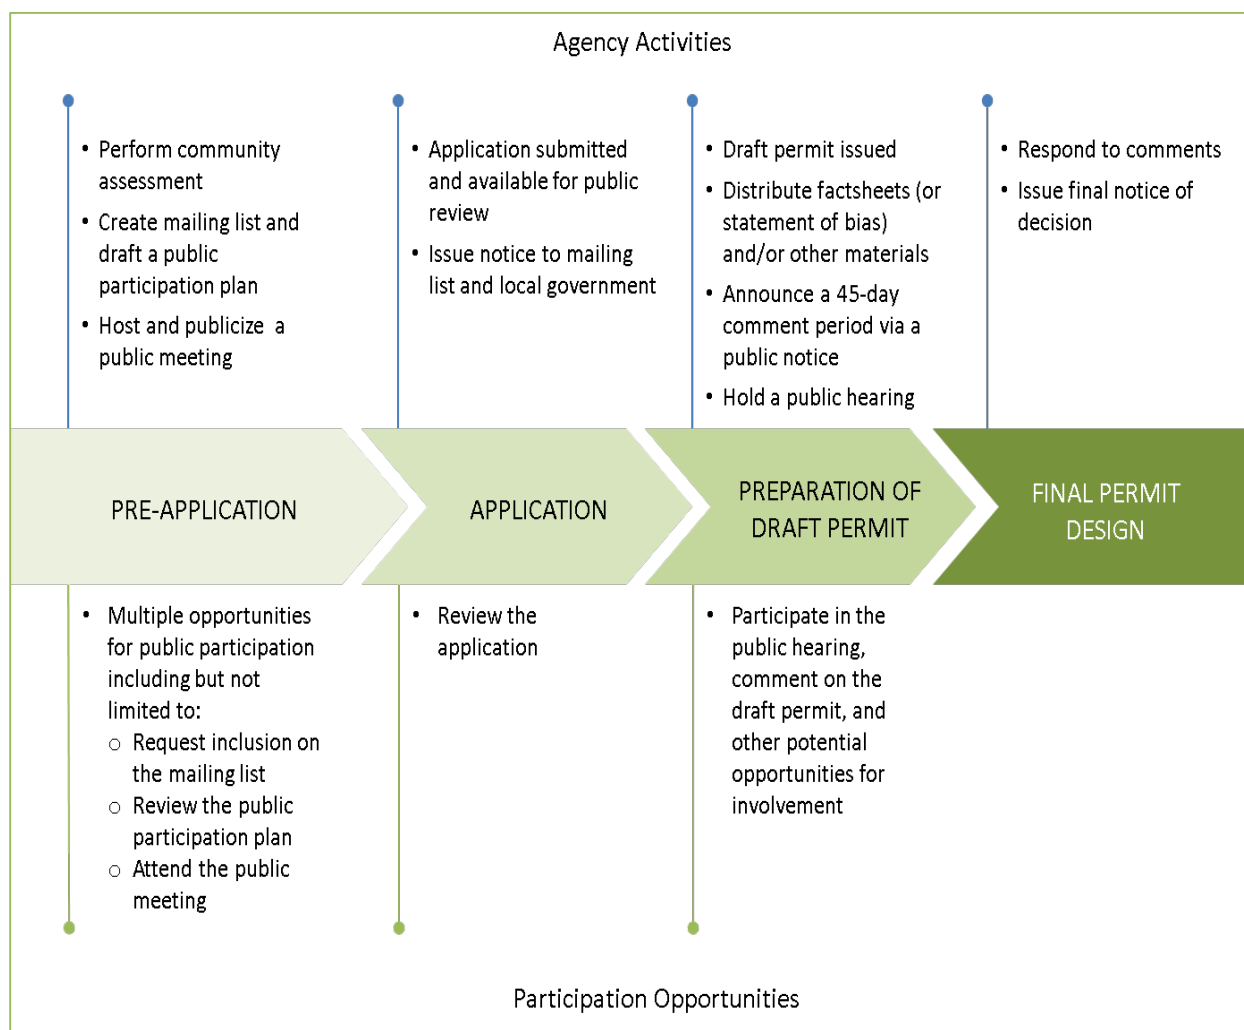 Agency Activities
• Perform community
assessment
• Create mailing list and
draft a public
participation plan
• Host and publicize a
public meeting
• Application submitted
and available for public
review
• Issue notice to mailing
list and local government
• Draft permit issued
• Distribute factsheets (or
statement of bias)
and/or other materials
• Announce a 45-day
comment period via a
public notice
• Hold a public hearing
• Respond to comments
• Issue final notice of
decision
PRE-APPLICATION
APPLICATION
PREPARATION OF
DRAFT PERMIT
FINAL PERMIT
DESIGN
• Multiple opportunities
for public participation
including but not
limited to:
○ Request inclusion on
the mailing list
○ Review the public
participation plan
○ Attend the public
meeting
• Review the
application
• Participate in the
public hearing,
comment on the
draft permit, and
other potential
opportunities for
involvement
Participation Opportunities